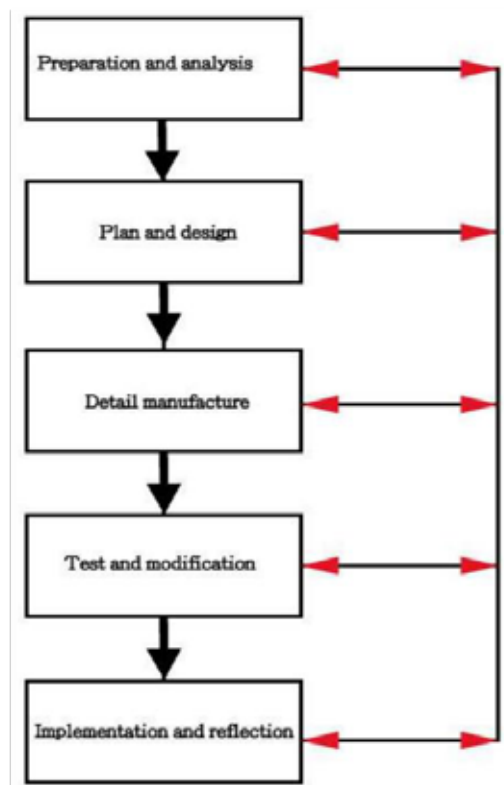 Preparation and analysis
Plan and design
Detail manufacture
Test and modification
Implementation and reflection